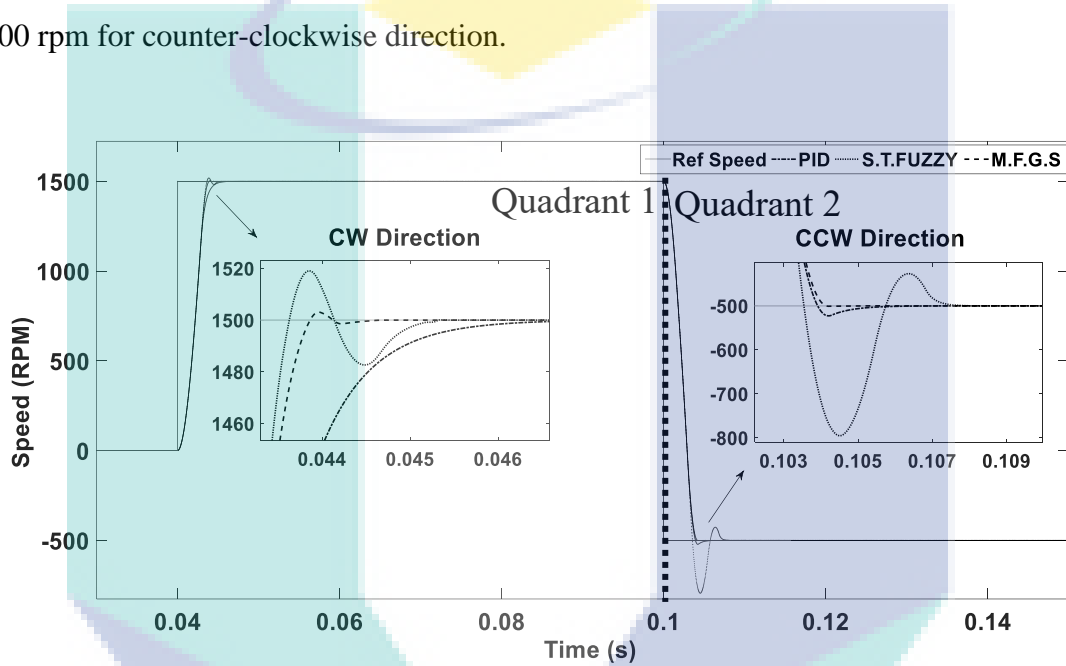 00 rpm for counter-clockwise direction.
Ref Speed PID S.T.FUZZY M.F.G.S
1500
1000
500
0
-500
Speed (RPM)
Quadrant 1 Quadrant 2
CW Direction
1520
1500
1480
1460
0.044 0.045 0.046
CCW Direction
-500
-600
-700
-800
0.103 0.105 0.107 0.109
0.04 0.06 0.08 0.1 0.12 0.14
Time (s)